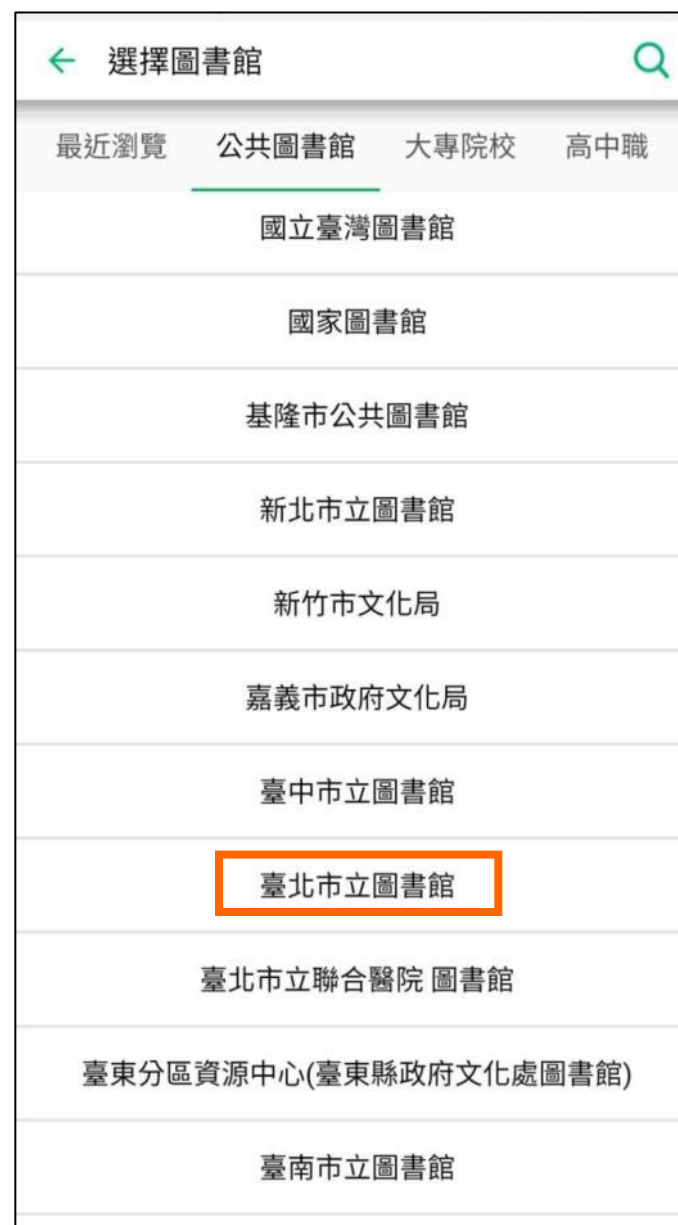 選擇圖書館
最近瀏覽 公共圖書館 大專院校 高中職
國立臺灣圖書館
國家圖書館
基隆市公共圖書館
新北市立圖書館
新竹市文化局
嘉義市政府文化局
臺中市立圖書館
臺北市立圖書館
臺北市立聯合醫院 圖書館
臺東分區資源中心(臺東縣政府文化處圖書館)
臺南市立圖書館